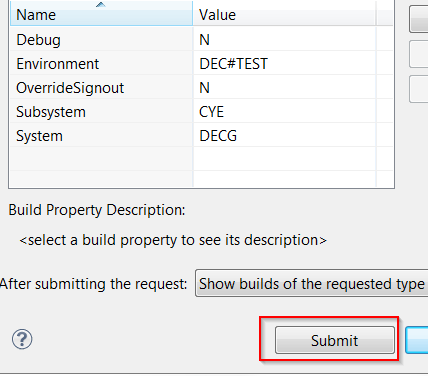 Name Value
Debug N
Environment DEC#TEST
OverrideSignout N
Subsystem CYE
System DECG
Build Property Description:
<select a build property to see its description>
After submitting the request: Show builds of the requested type
? Submit